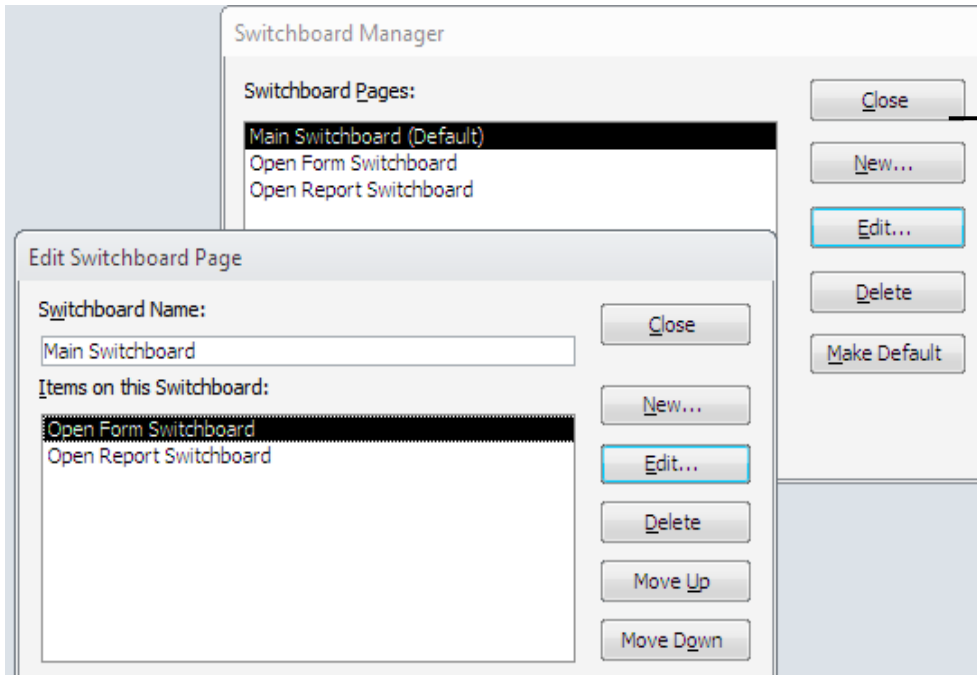 Switchboard Manager
Switchboard Pages:
Close
Main Switchboard (Default)
Open Form Switchboard
Open Report Switchboard
New...
Edit...
Delete
Make Default
Edit Switchboard Page
Switchboard Name:
Close
Main Switchboard
Items on this Switchboard:
New...
Open Form Switchboard
Open Report Switchboard
Edit...
Delete
Move Up
Move Down